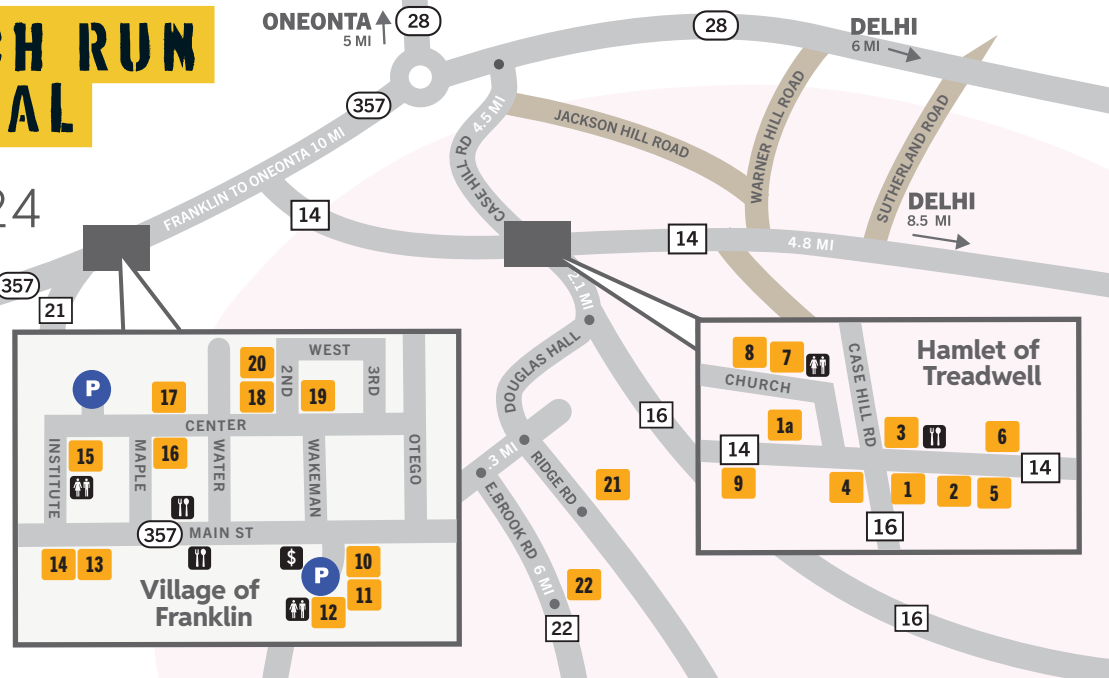 CH RUN
AL
24
ONEONTA
5 MI
28
28
DELHI
6 MI
357
FRANKLIN TO ONEONTA 10 MI
14
CASE HILL RD 4.5 MI
JACKSON HILL ROAD
WARNER HILL ROAD
SUTHERLAND ROAD
DELHI
8.5 MI
14
4.8 MI
357
21
2.1 MI
DOUGLAS HALL
16
.3 MI
RIDGE RD
21
E.BROOK RD 6 MI
22
22
16
P
17
20
18
2ND
WEST
19
3RD
CENTER
INSTITUTE
15
MAPLE
16
WATER
WAKEMAN
OTEGO
357
MAIN ST
14
13
$
P
10
11
12
Village of
Franklin
8
7
CHURCH
CASE HILL RD
Hamlet of
Treadwell
1a
3
6
14
14
9
4
1
2
5
16